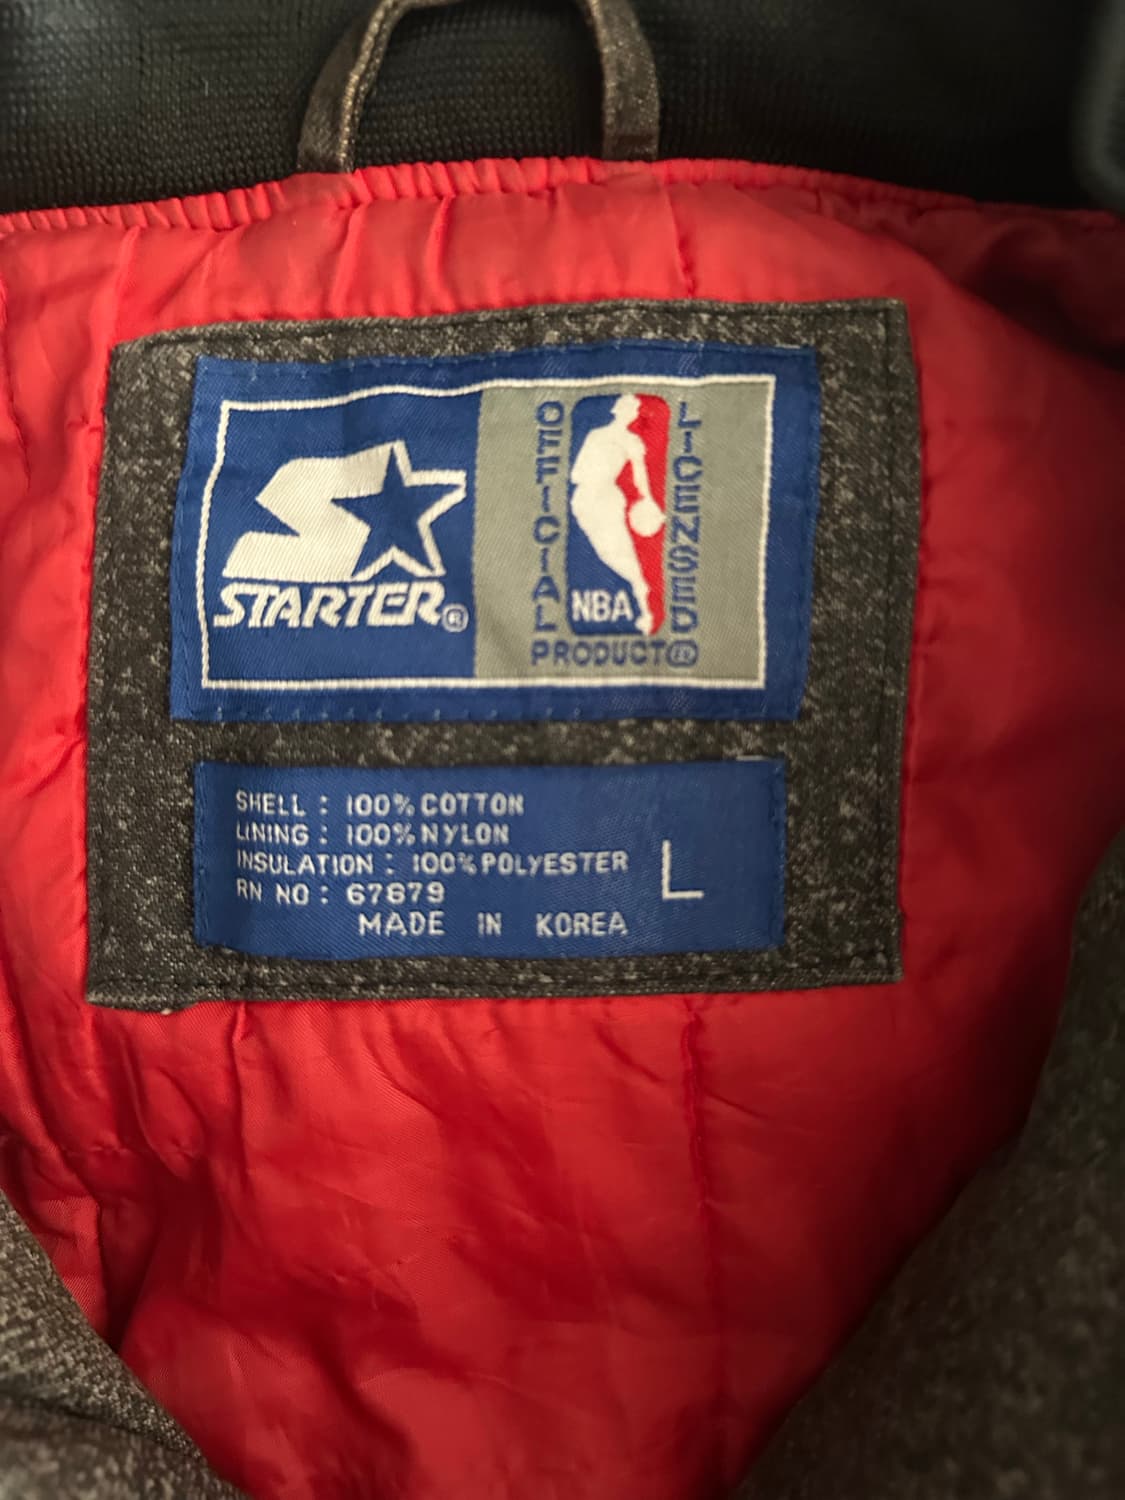 STARTER®
OFFICIAL
LICENSED
NBA
PRODUCT®
SHELL : 100% COTTON
LINING : 100% NYLON
INSULATION : 100% POLYESTER
RN NO : 67879
MADE IN KOREA
L